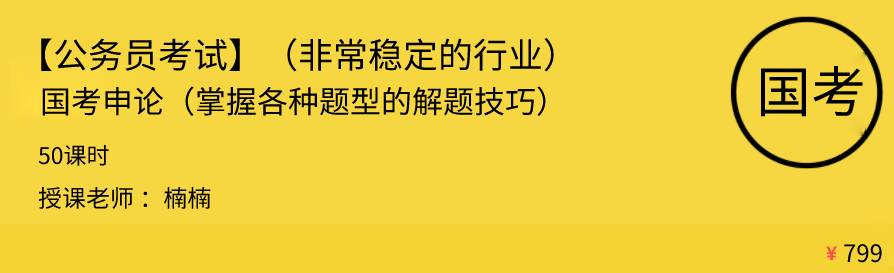 【公务员考试】（非常稳定的行业）
国考申论（掌握各种题型的解题技巧）
国考
50课时
授课老师：楠楠
¥ 799